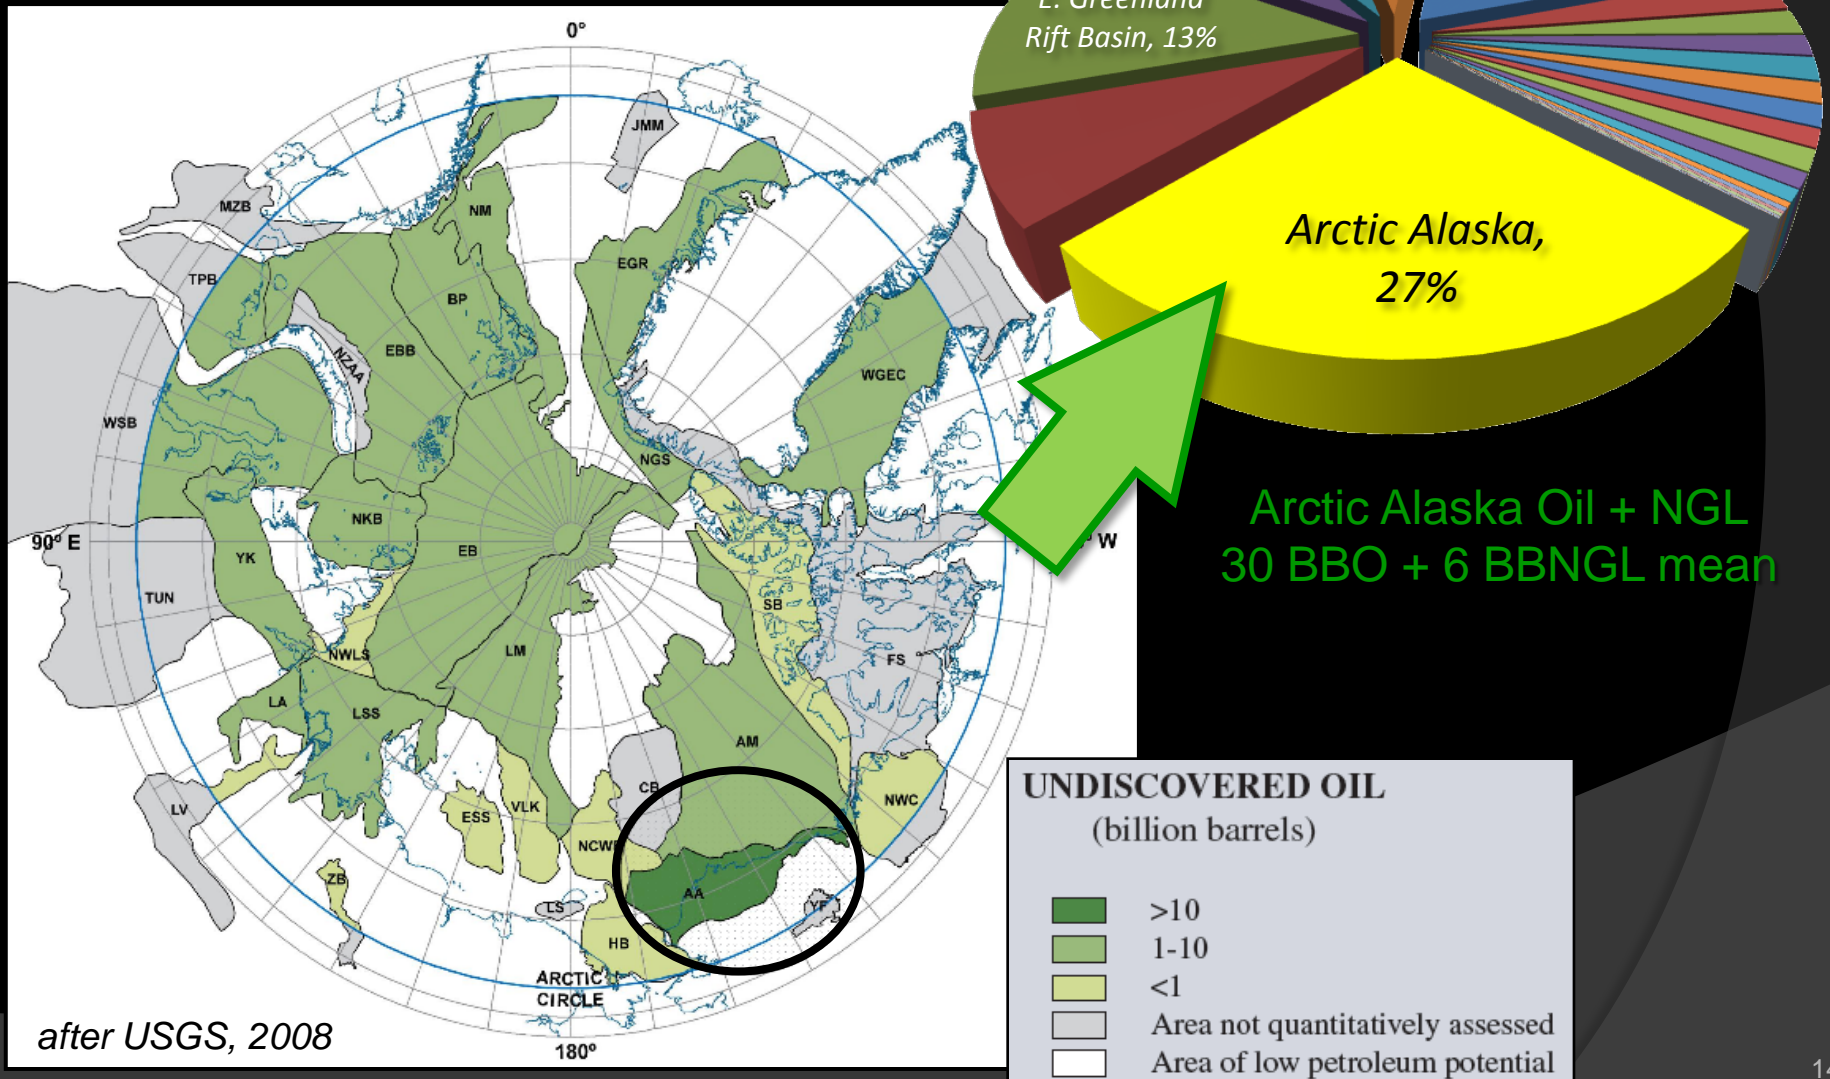 E. Greenland
Rift Basin, 13%
Arctic Alaska,
27%
Arctic Alaska Oil + NGL
30 BBO + 6 BBNGL mean
0°
JMM
MZB
NM
TPB
EGR
BP
EBB
NZAA
WGEC
WSB
NGS
NKB
90° E
EB
W
YK
TUN
SB
NWLS
LM
FS
LA
LSS
AM
CB
LV
ESS
VLK
NWC
NCW
ZB
AA
LS
YF
HB
ARCTIC
CIRCLE
180°
after USGS, 2008
UNDISCOVERED OIL
(billion barrels)
>10
1-10
<1
Area not quantitatively assessed
Area of low petroleum potential
14